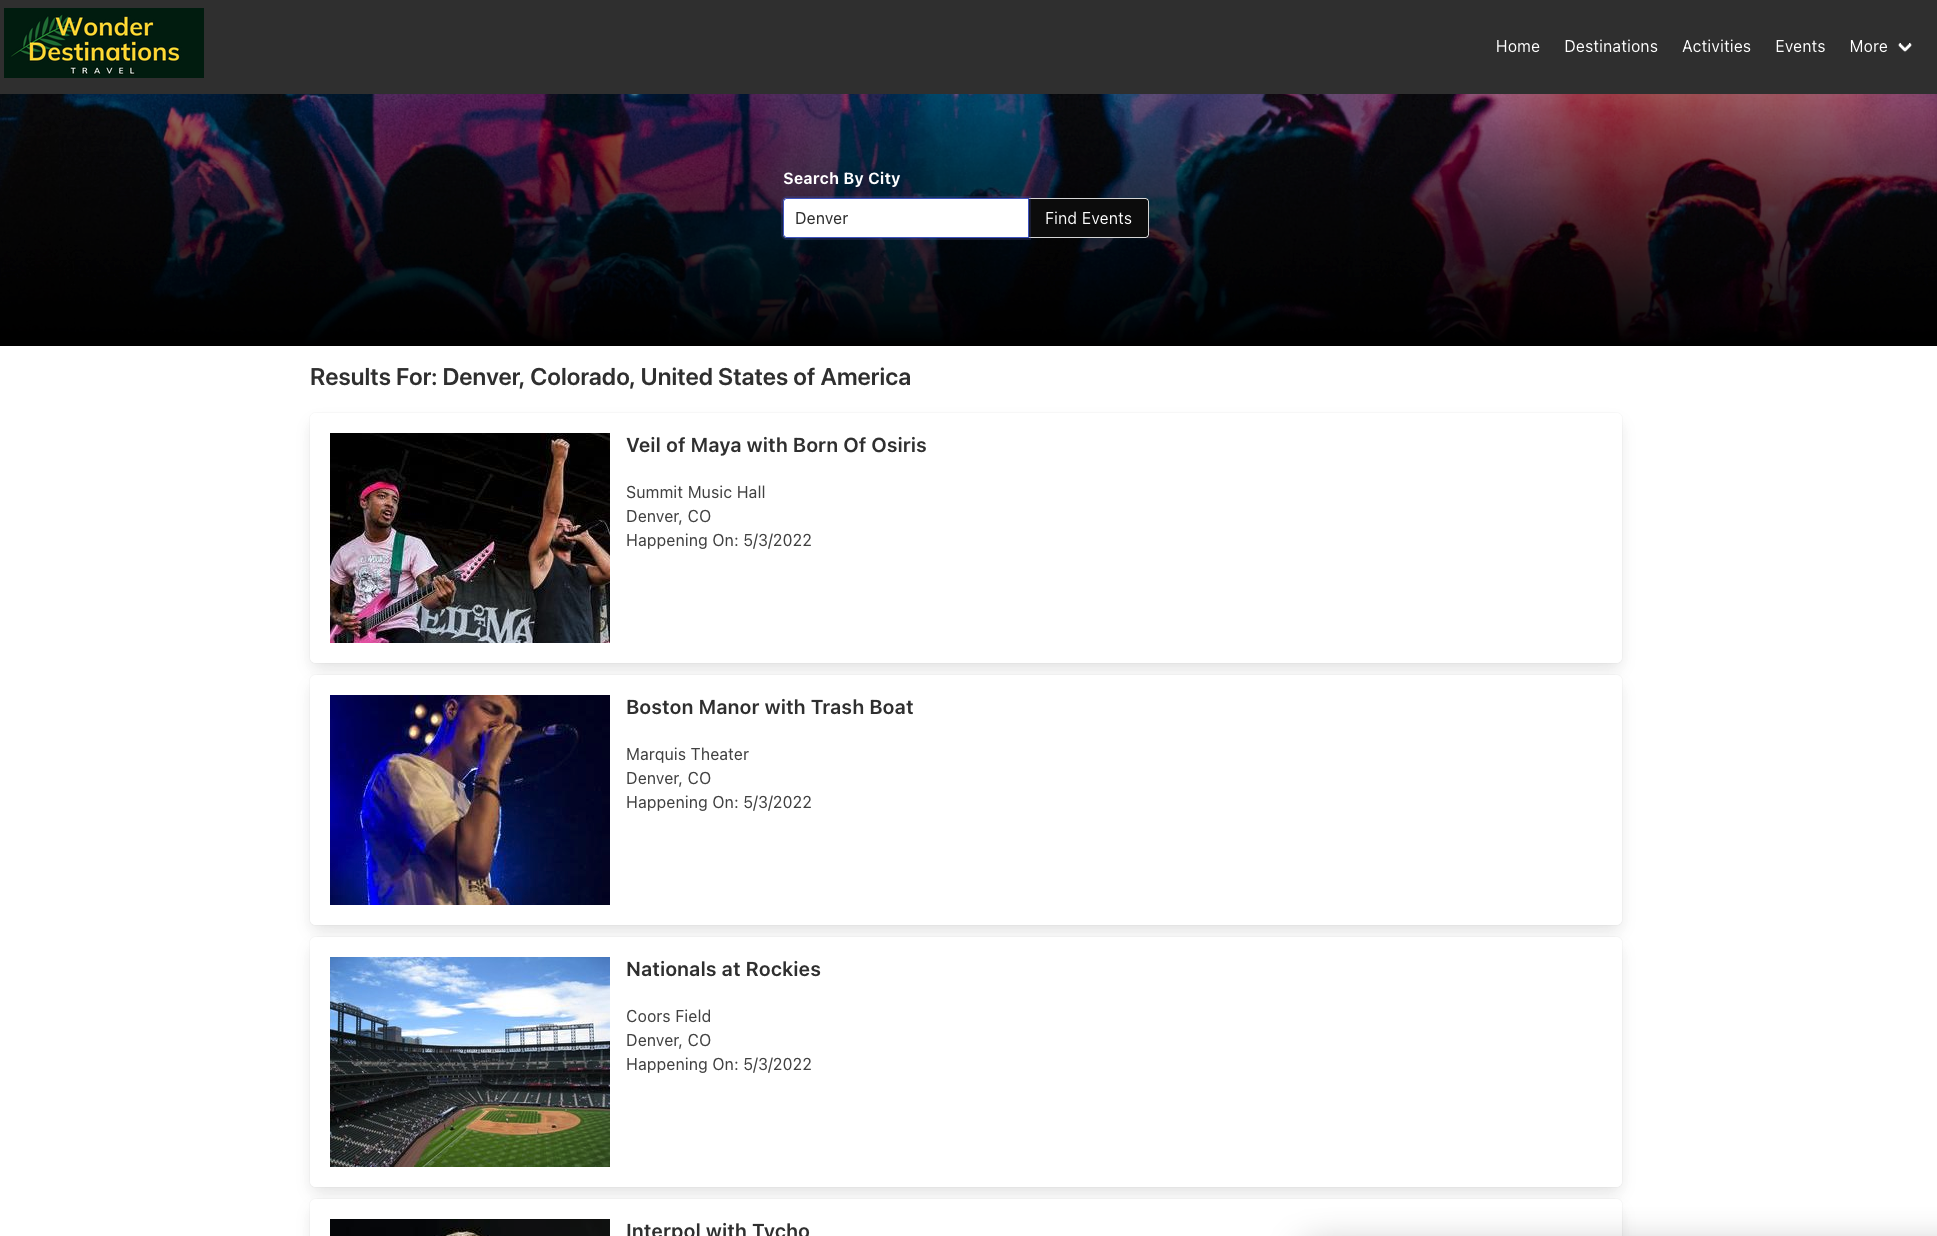 Wonder
Destinations
TRAVEL
Home Destinations Activities Events More
Search By City
Denver Find Events
Results For: Denver, Colorado, United States of America
Veil of Maya with Born Of Osiris
Summit Music Hall
Denver, CO
Happening On: 5/3/2022
Boston Manor with Trash Boat
Marquis Theater
Denver, CO
Happening On: 5/3/2022
Nationals at Rockies
Coors Field
Denver, CO
Happening On: 5/3/2022
Interpol with Tycho